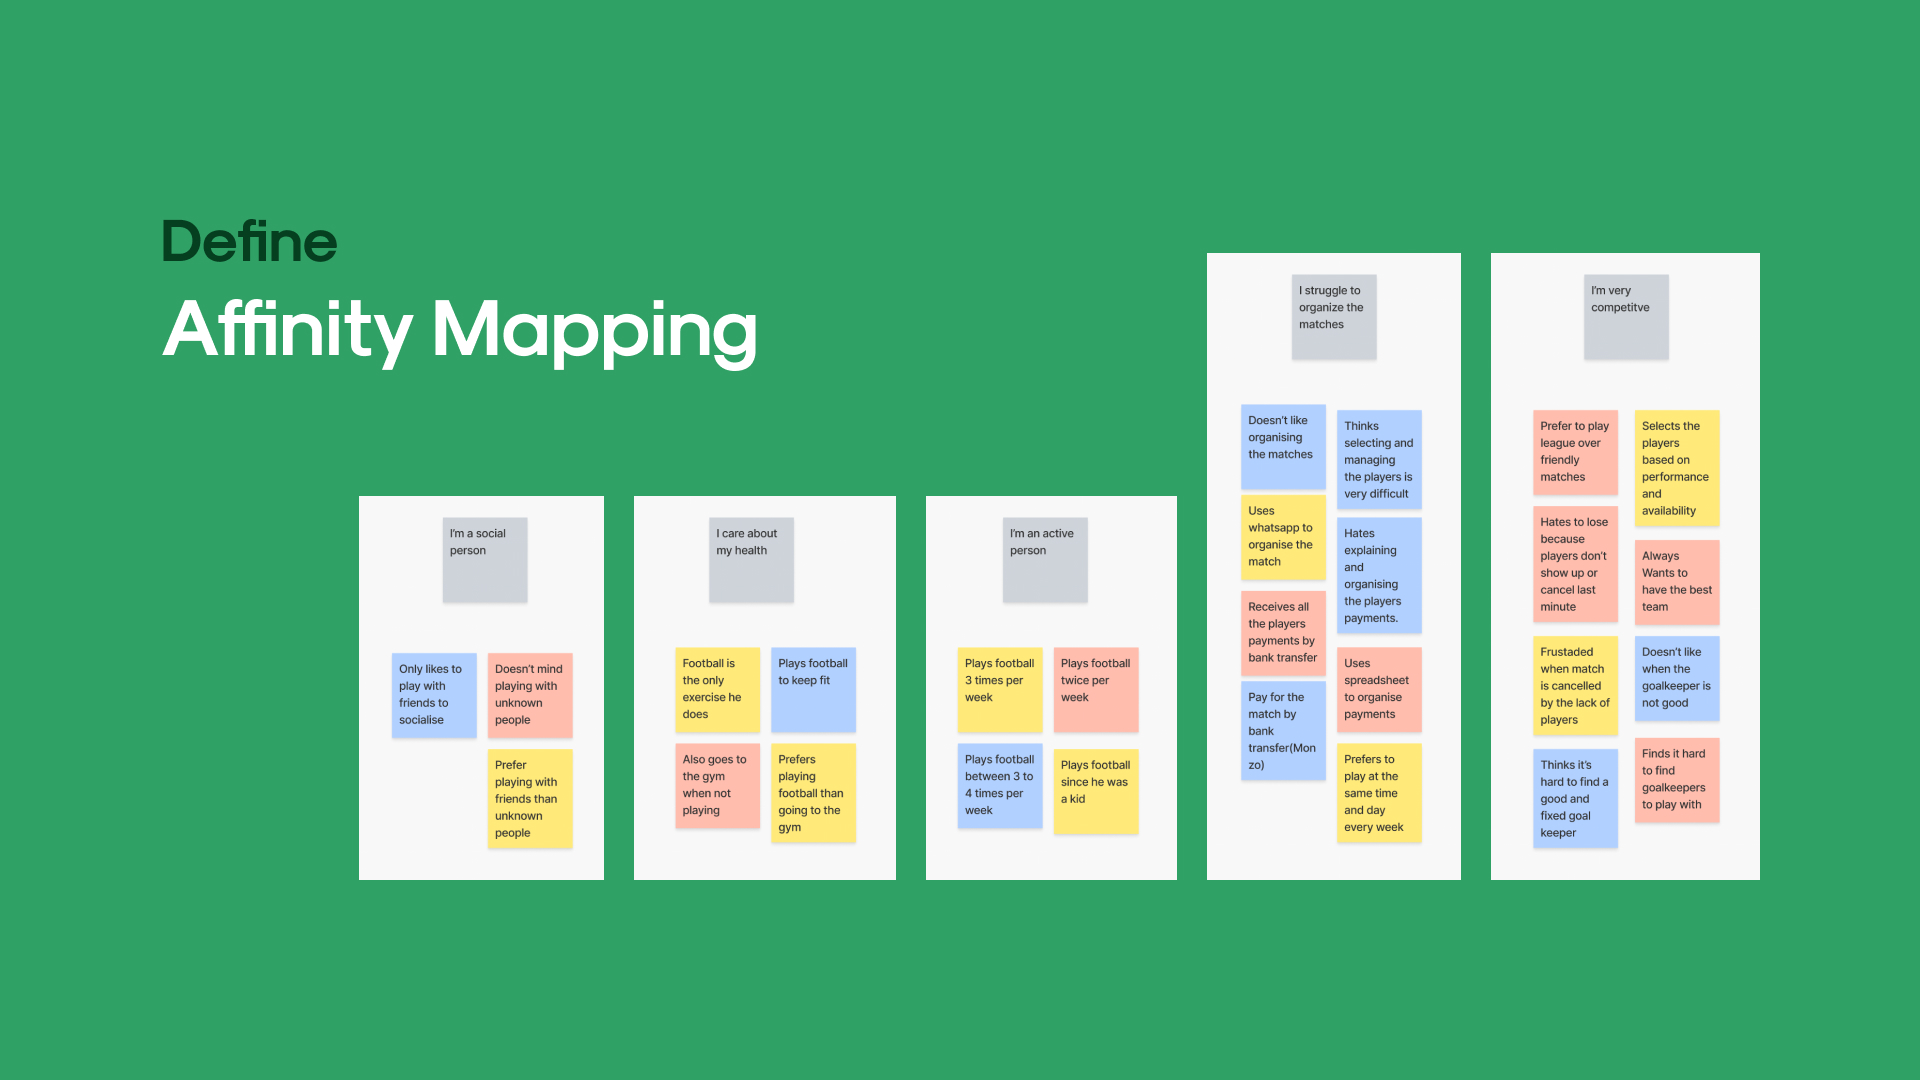 Define
Affinity Mapping
I'm a social
person
Only likes to
play with
friends to
socialise
Doesn't mind
playing with
unknown
people
Prefer
playing with
friends than
unknown
people
I care about
my health
Football is
the only
exercise he
does
Plays football
to keep fit
Also goes to
the gym
when not
playing
Prefers
playing
football than
going to the
gym
I'm an active
person
Plays football
3 times per
week
Plays football
twice per
week
Plays football
between 3 to
4 times per
week
Plays football
since he was
a kid
I struggle to
organize the
matches
Doesn't like
organising
the matches
Thinks
selecting and
managing
the players is
very difficult
Uses
whatsapp to
organise the
match
Hates
explaining
and
organising
the players
payments.
Receives all
the players
payments by
bank transfer
Uses
spreadsheet
to organise
payments
Pay for the
match by
bank
transfer(Mon
zo)
Prefers to
play at the
same time
and day
every week
I'm very
competitve
Prefer to play
league over
friendly
matches
Selects the
players
based on
performance
and
availability
Hates to lose
because
players don't
show up or
cancel last
minute
Always
Wants to
have the best
team
Frustaded
when match
is cancelled
by the lack of
players
Doesn't like
when the
goalkeeper is
not good
Thinks it's
hard to find a
good and
fixed goal
keeper
Finds it hard
to find
goalkeepers
to play with